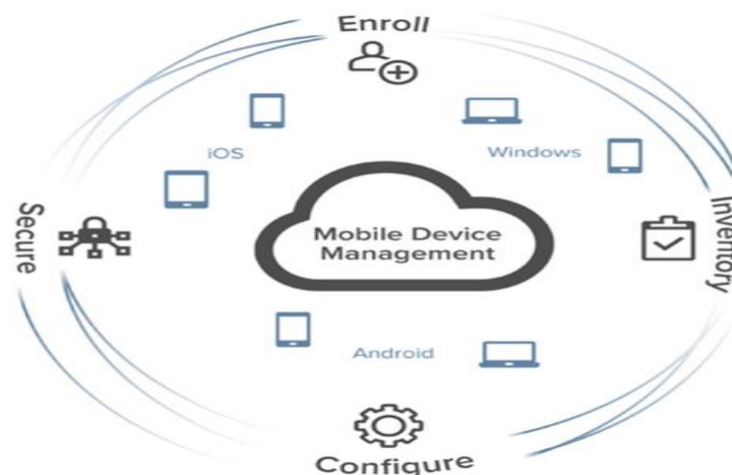 Enroll
iOS
Windows
Secure
Mobile Device
Management
Inventory
Android
Configure